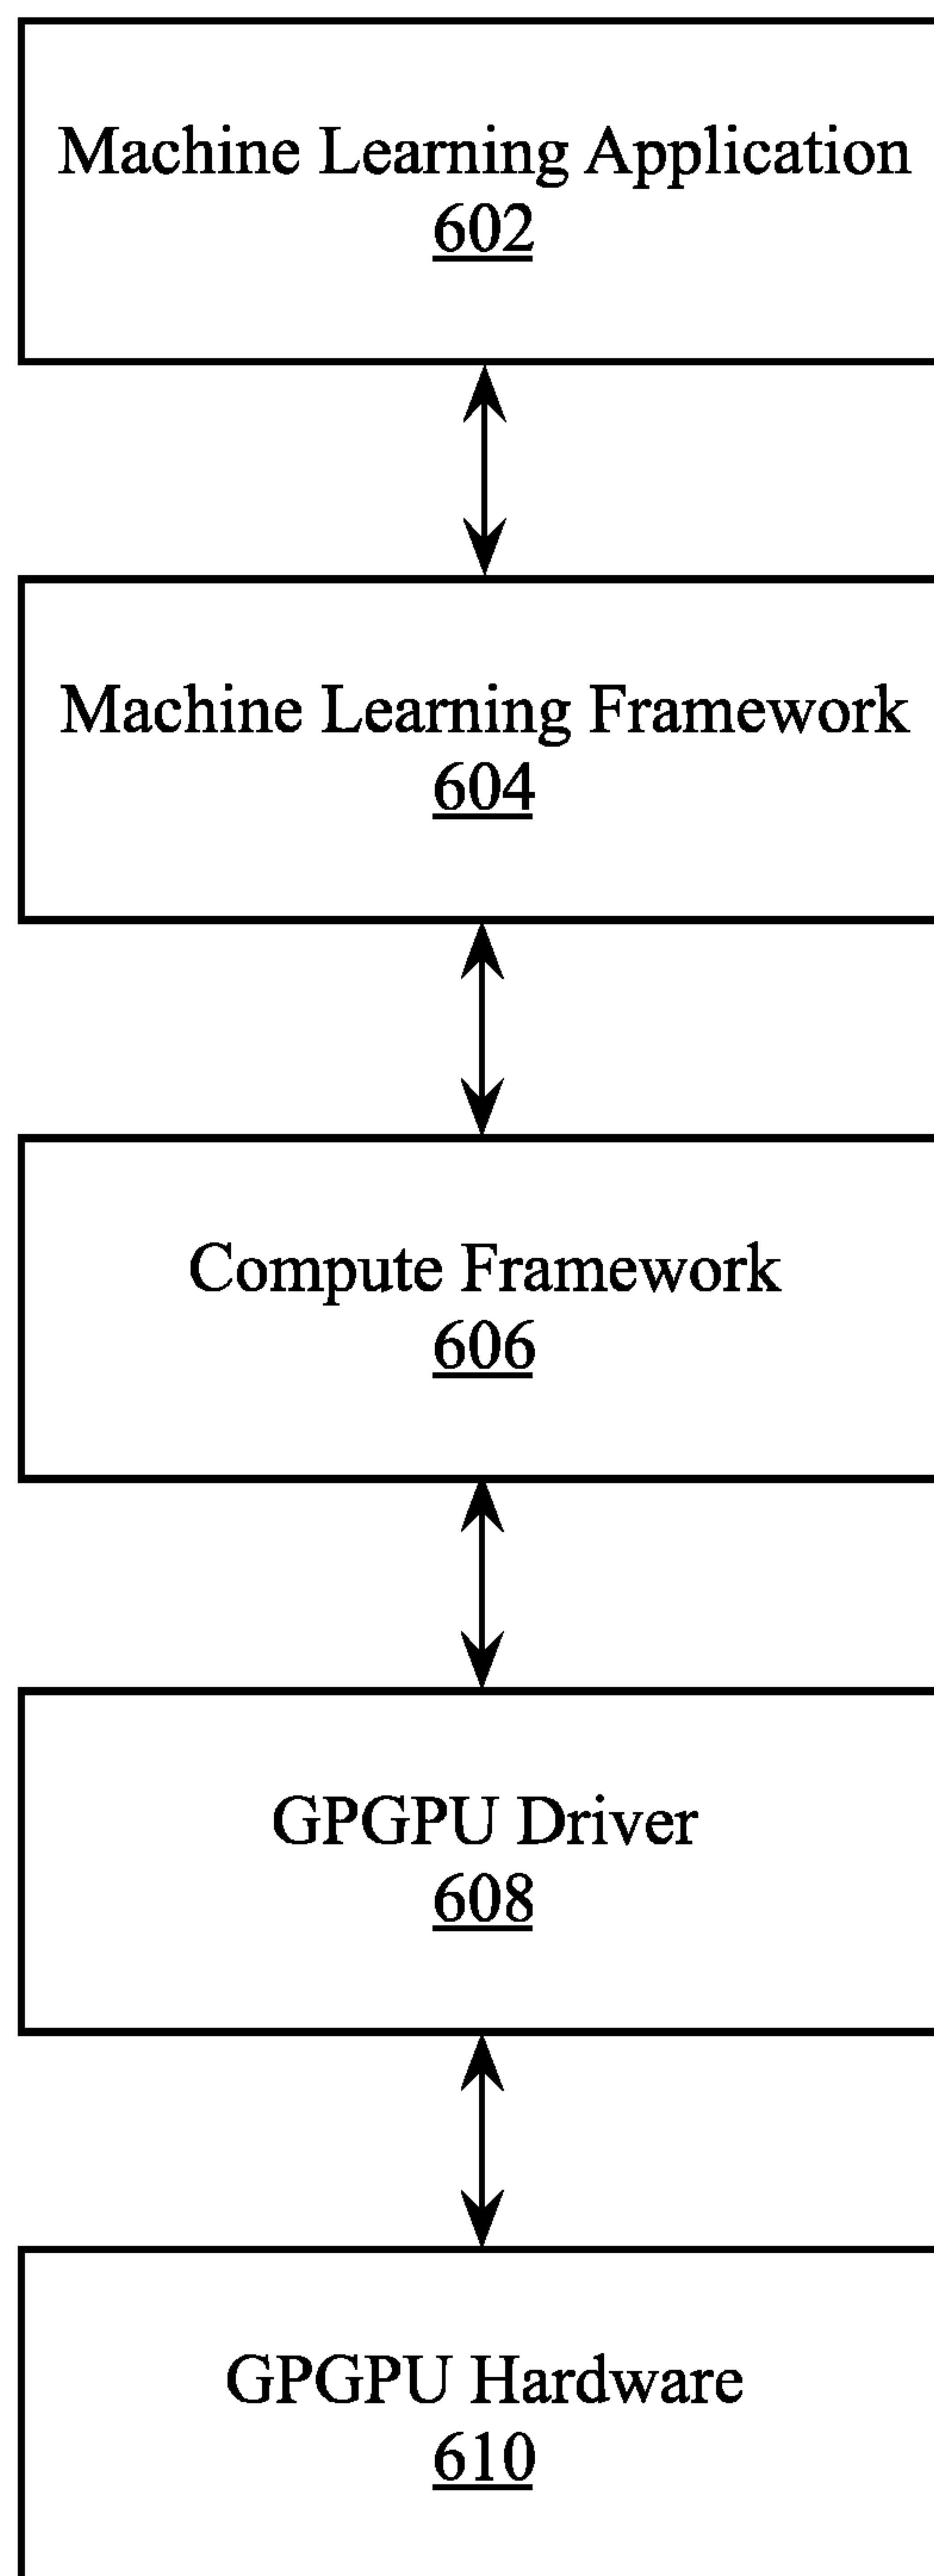 Machine Learning Application
602
Machine Learning Framework
604
Compute Framework
606
GPGPU Driver
608
GPGPU Hardware
610